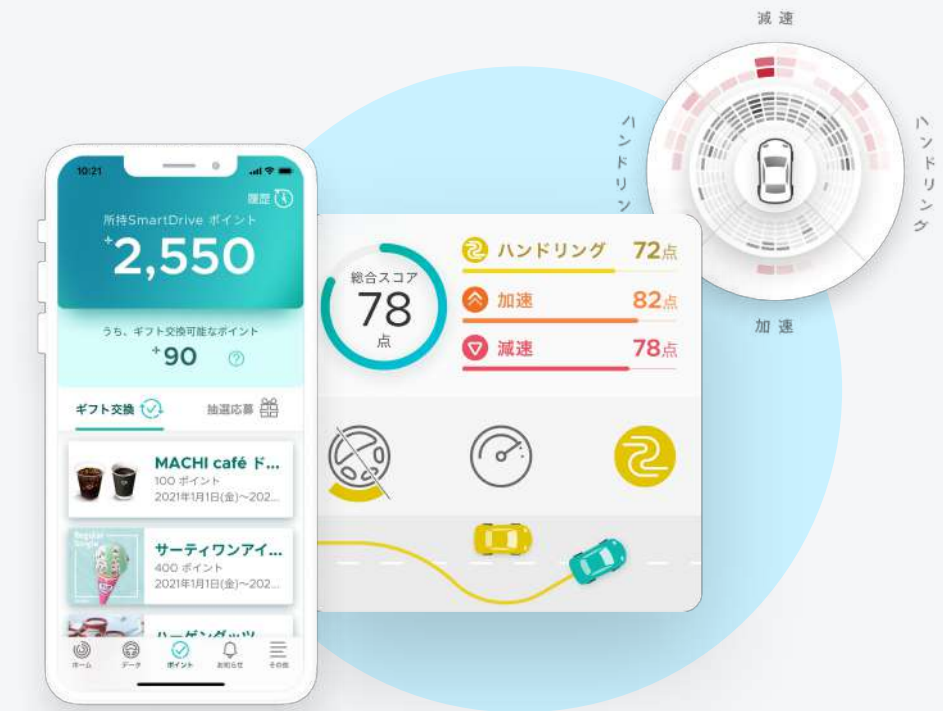 減速
ハンドリング
ハンドリン
加速
10:21
履歴
所持SmartDrive ポイント
+2,550
うち、ギフト交換可能なポイント
+90
?
ギフト交換
抽選応募
MACHI café ド...
100 ポイント
2021年1月1日(金)~202...
Regular
Single
サーティワンアイ...
400 ポイント
2021年1月1日(金)~202...
ハーゲンダッツ
ホーム
データ
ポイント
お知らせ
その他
総合スコア
78
点
ハンドリング 72点
加速 82点
減速 78点